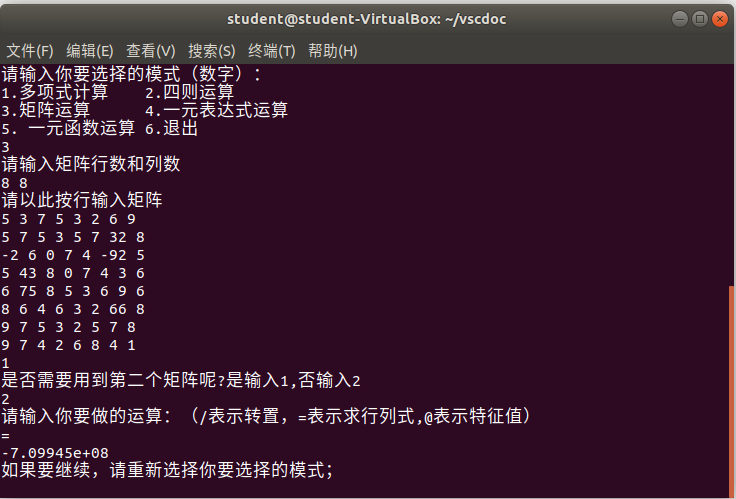 student@student-VirtualBox: ~/vscdoc
文件(F) 编辑(E) 查看(V) 搜索(S) 终端(T) 帮助(H)
请输入你要选择的模式（数字）：
1.多项式计算 2.四则运算
3.矩阵运算 4.一元表达式运算
5. 一元函数运算 6.退出
3
请输入矩阵行数和列数
8 8
请以此按行输入矩阵
5 3 7 5 3 2 6 9
5 7 5 3 5 7 32 8
-2 6 0 7 4 -92 5
5 43 8 0 7 4 3 6
6 75 8 5 3 6 9 6
8 6 4 6 3 2 66 8
9 7 5 3 2 5 7 8
9 7 4 2 6 8 4 1
1
是否需要用到第二个矩阵呢?是输入1,否输入2
2
请输入你要做的运算：（/表示转置，=表示求行列式,@表示特征值）
=
-7.09945e+08
如果要继续，请重新选择你要选择的模式；